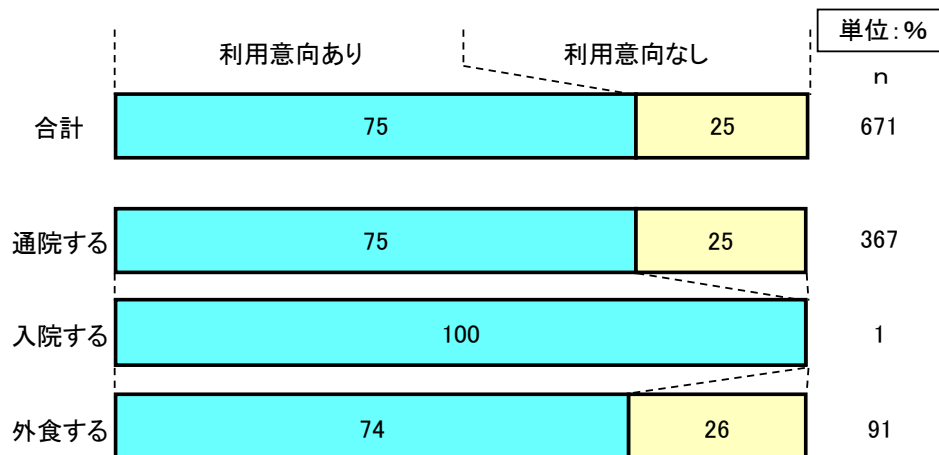 単位:%
利用意向あり 利用意向なし n
合計 75 25 671
通院する 75 25 367
入院する 100 1
外食する 74 26 91